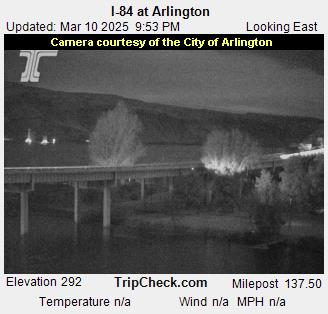 I-84 at Arlington
Updated: Mar 10 2025 9:53 PM Looking East
Camera courtesy of the City of Arlington
Elevation 292 TripCheck.com Milepost 137.50
Temperature n/a Wind n/a MPH n/a